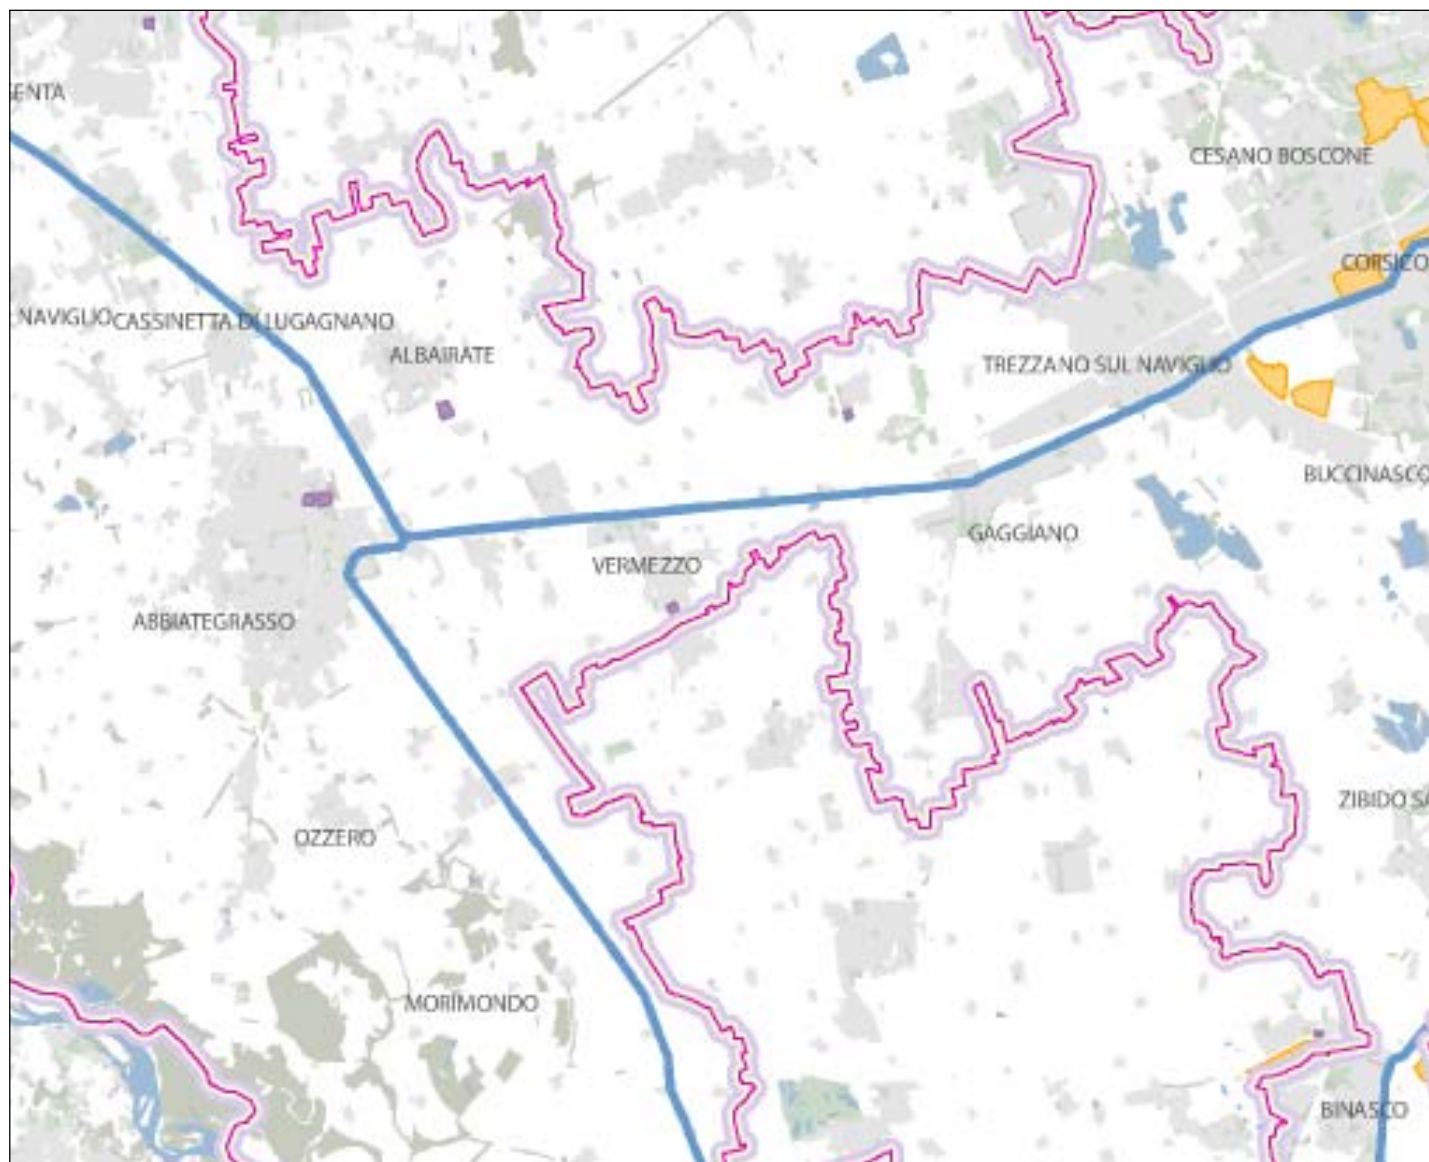 ENTA
CESANO BOSCONE
CORSICO
NAVIGLIO
CASSINETTA DI LUGAGNANO
ALBAIRATE
TREZZANO SUL NAVIGLIO
BUCCINASCO
GAGGIANO
VERMEZZO
ABBIATEGRASSO
ZIBIDO SA
OZZERO
MORIMONDO
BINASCO